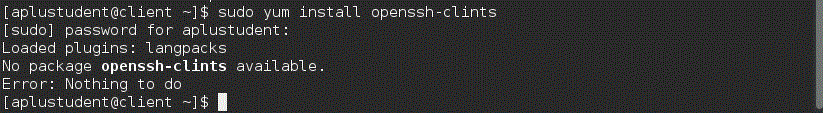 [aplustudent@client ~]$ sudo yum install openssh-clints
[sudo] password for aplustudent:
Loaded plugins: langpacks
No package openssh-clints available.
Error: Nothing to do
[aplustudent@client ~]$